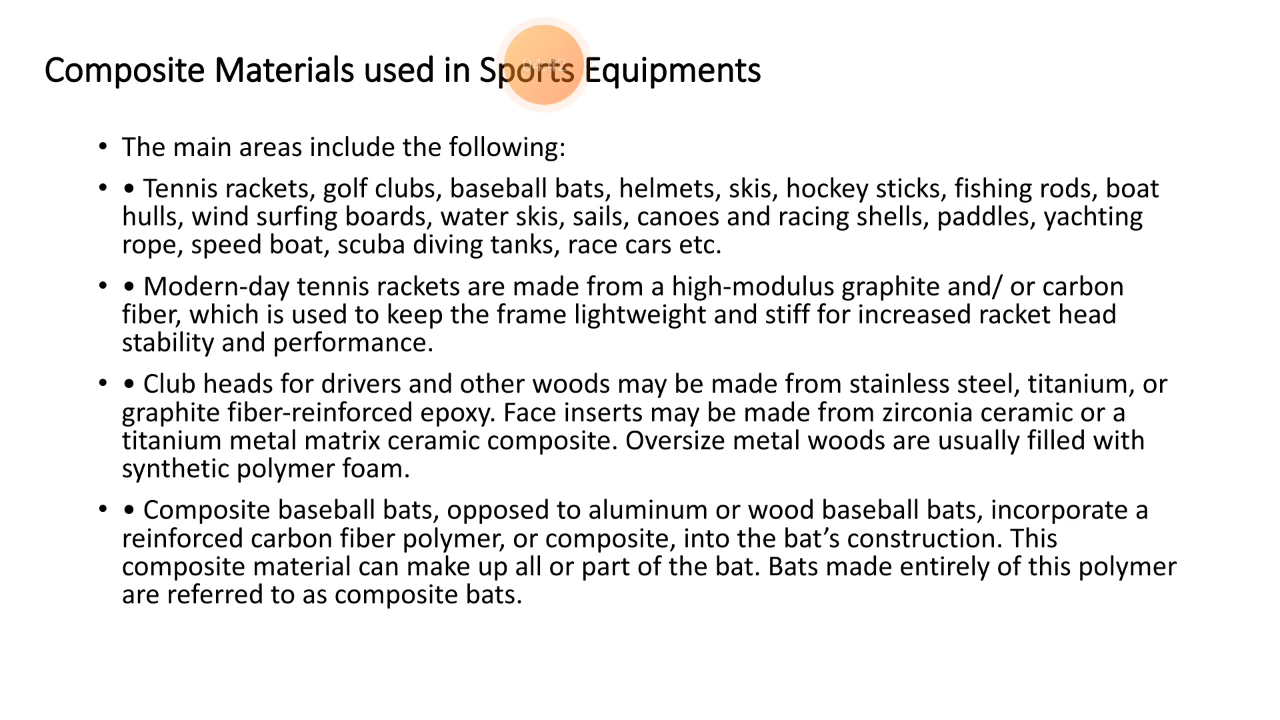 Composite Materials used in Sports Equipments
• The main areas include the following:
• • Tennis rackets, golf clubs, baseball bats, helmets, skis, hockey sticks, fishing rods, boat
hulls, wind surfing boards, water skis, sails, canoes and racing shells, paddles, yachting
rope, speed boat, scuba diving tanks, race cars etc.
• • Modern-day tennis rackets are made from a high-modulus graphite and/ or carbon
fiber, which is used to keep the frame lightweight and stiff for increased racket head
stability and performance.
• • Club heads for drivers and other woods may be made from stainless steel, titanium, or
graphite fiber-reinforced epoxy. Face inserts may be made from zirconia ceramic or a
titanium metal matrix ceramic composite. Oversize metal woods are usually filled with
synthetic polymer foam.
• • Composite baseball bats, opposed to aluminum or wood baseball bats, incorporate a
reinforced carbon fiber polymer, or composite, into the bat’s construction. This
composite material can make up all or part of the bat. Bats made entirely of this polymer
are referred to as composite bats.